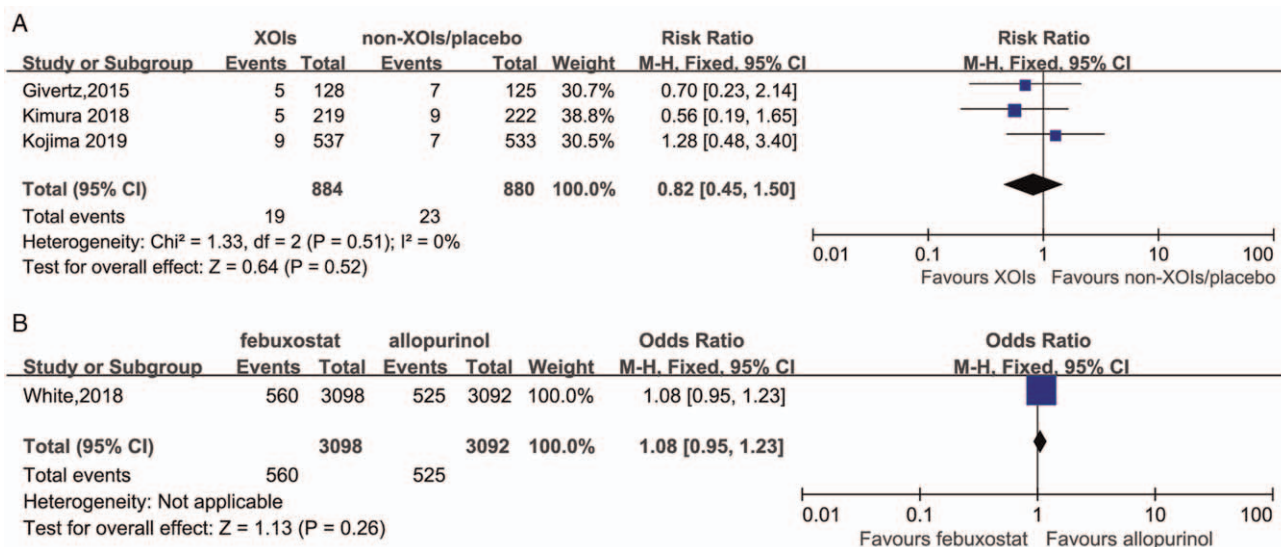 A
XOIs non-XOIs/placebo Risk Ratio Risk Ratio
Study or Subgroup Events Total Events Total Weight M-H, Fixed, 95% CI M-H, Fixed, 95% CI
Givertz,2015 5 128 7 125 30.7% 0.70 [0.23, 2.14]
Kimura 2018 5 219 9 222 38.8% 0.56 [0.19, 1.65]
Kojima 2019 9 537 7 533 30.5% 1.28 [0.48, 3.40]
Total (95% CI) 884 880 100.0% 0.82 [0.45, 1.50]
Total events 19 23
Heterogeneity: Chi² = 1.33, df = 2 (P = 0.51); I² = 0%
Test for overall effect: Z = 0.64 (P = 0.52)
0.01 0.1 1 10 100
Favours XOIs Favours non-XOIs/placebo
B
febuxostat allopurinol Odds Ratio Odds Ratio
Study or Subgroup Events Total Events Total Weight M-H, Fixed, 95% CI M-H, Fixed, 95% CI
White,2018 560 3098 525 3092 100.0% 1.08 [0.95, 1.23]
Total (95% CI) 3098 3092 100.0% 1.08 [0.95, 1.23]
Total events 560 525
Heterogeneity: Not applicable
Test for overall effect: Z = 1.13 (P = 0.26)
0.01 0.1 1 10 100
Favours febuxostat Favours allopurinol